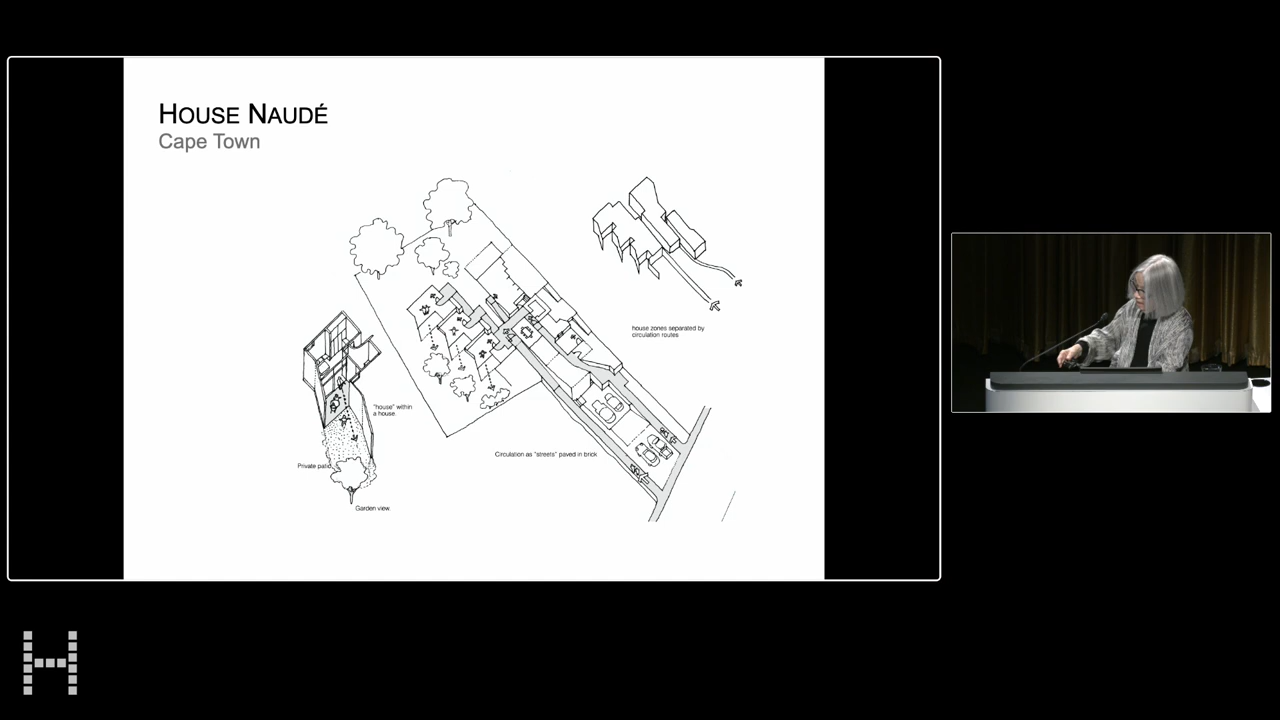 HOUSE NAUDÉ
Cape Town
house zones separated by
circulation routes
"house" within
a house.
Circulation as "streets" paved in brick
Private patio
Garden view.
H